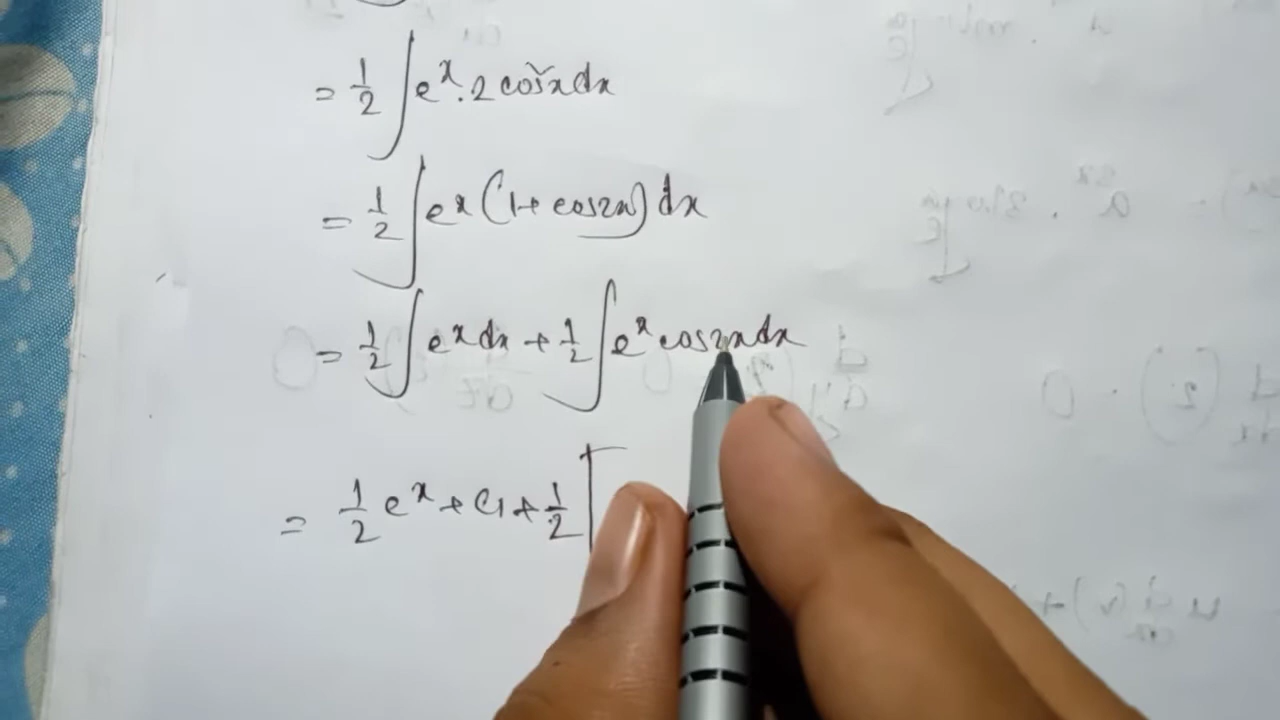 = 1/2 ∫ e^x . 2 cos²x dx
= 1/2 ∫ e^x (1 + cos2x) dx
= 1/2 ∫ e^x dx + 1/2 ∫ e^x cos2x dx
= 1/2 e^x + c1 + 1/2 [